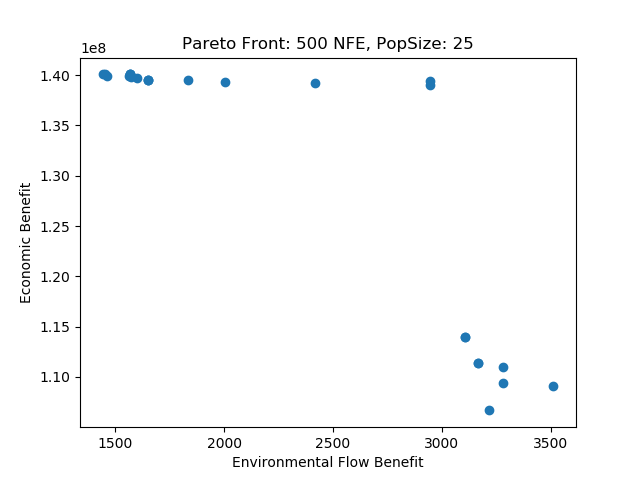 Pareto Front: 500 NFE, PopSize: 25
1e8
1.40
1.35
1.30
1.25
1.20
1.15
1.10
Economic Benefit
1500 2000 2500 3000 3500
Environmental Flow Benefit